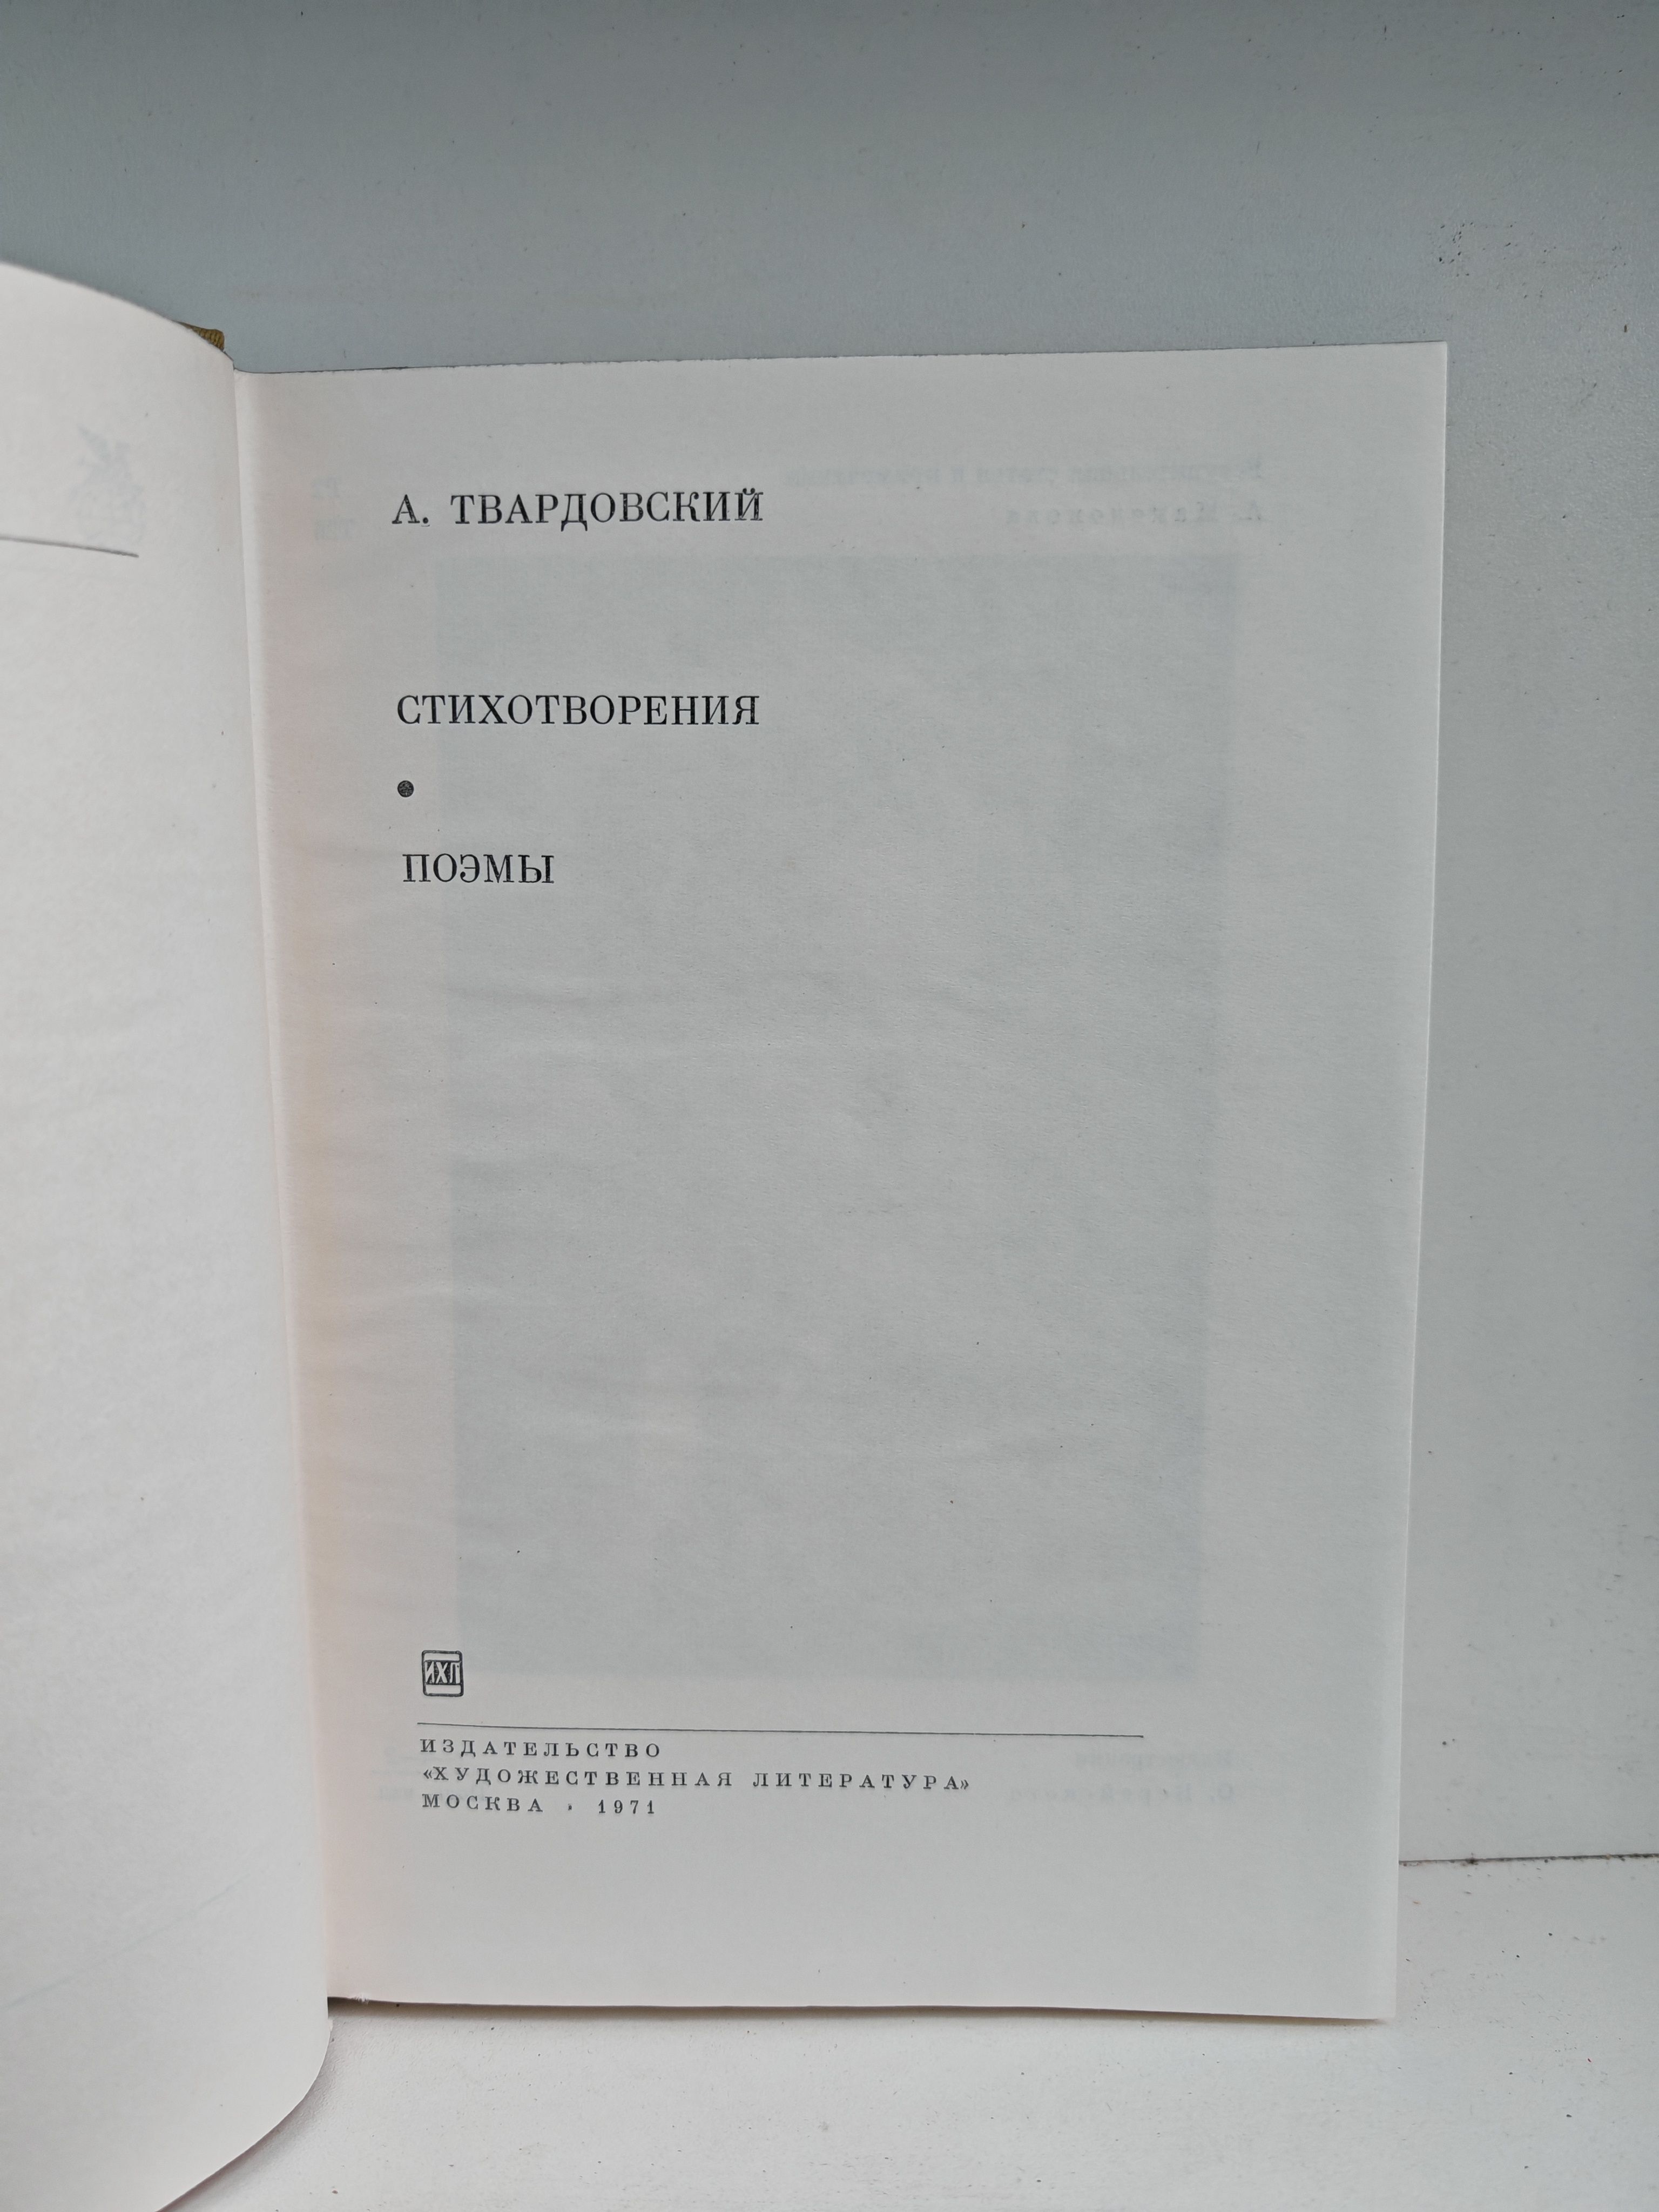 А. ТВАРДОВСКИЙ
СТИХОТВОРЕНИЯ
•
ПОЭМЫ
ИХЛ
ИЗДАТЕЛЬСТВО
«ХУДОЖЕСТВЕННАЯ ЛИТЕРАТУРА»
МОСКВА · 1971